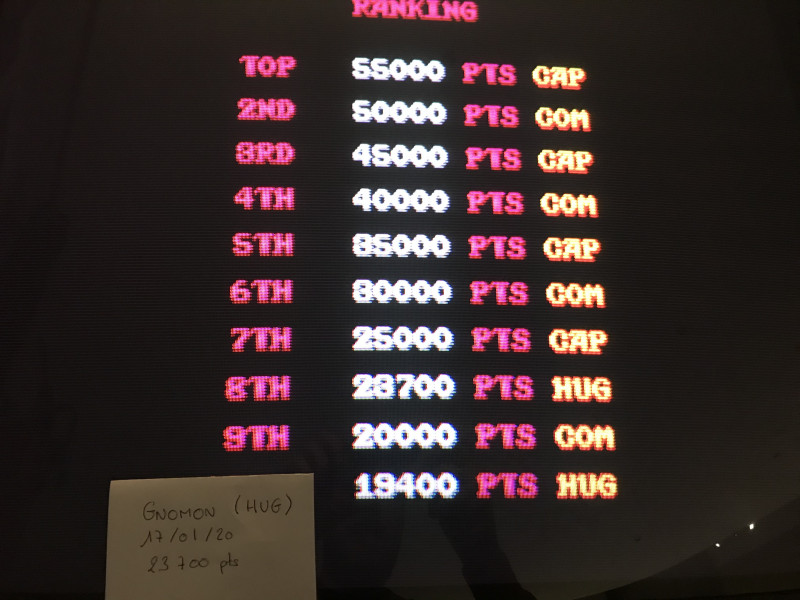 RANKING
TOP 55000 PTS CAP
2ND 50000 PTS COM
3RD 45000 PTS CAP
4TH 40000 PTS COM
5TH 35000 PTS CAP
6TH 30000 PTS COM
7TH 25000 PTS CAP
8TH 23700 PTS HUG
9TH 20000 PTS COM
19400 PTS HUG
GNOMON (HUG)
17/01/20
23700 pts